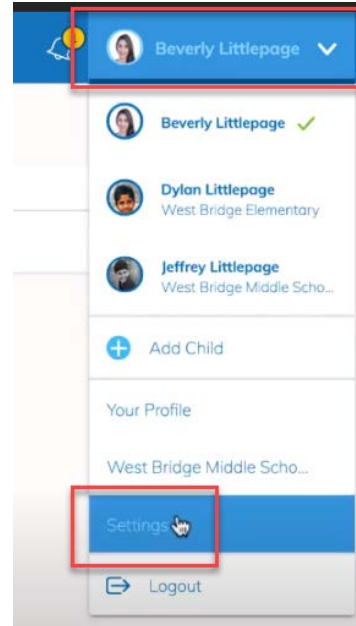 Beverly Littlepage
Beverly Littlepage
Dylan Littlepage
West Bridge Elementary
Jeffrey Littlepage
West Bridge Middle Scho...
Add Child
Your Profile
West Bridge Middle Scho...
Settings
Logout